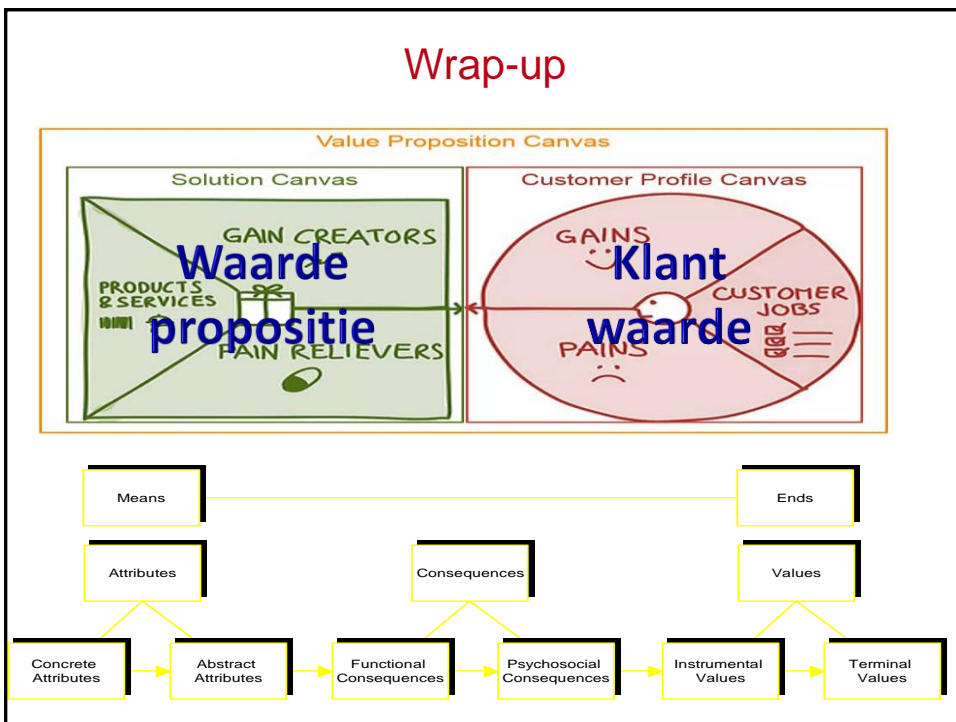 Wrap-up
Value Proposition Canvas
Solution Canvas
Customer Profile Canvas
GAIN CREATORS
PRODUCTS
& SERVICES
PAIN RELIEVERS
Waarde
propositie
GAINS
CUSTOMER
JOBS
PAINS
Klant
waarde
Means
Ends
Attributes
Consequences
Values
Concrete
Attributes
Abstract
Attributes
Functional
Consequences
Psychosocial
Consequences
Instrumental
Values
Terminal
Values